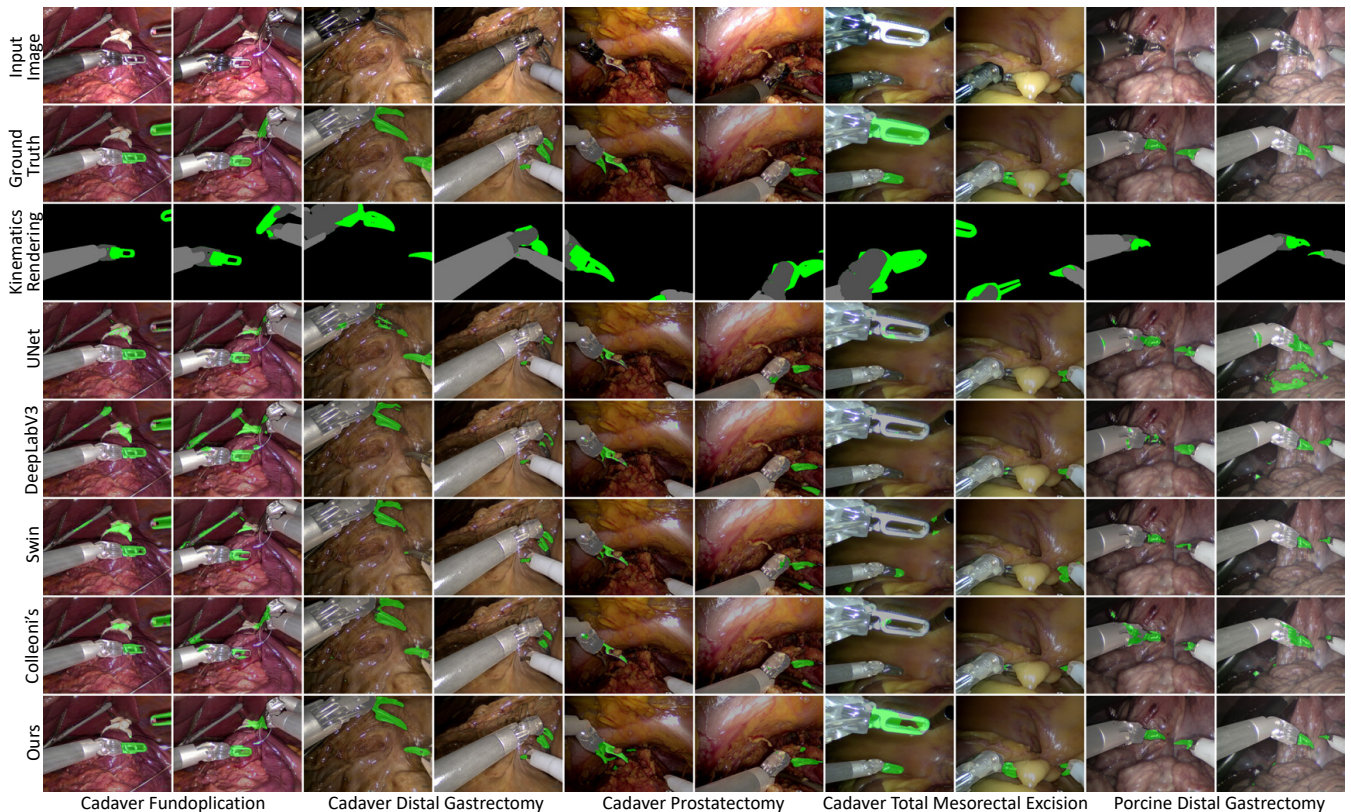 Input
Image
Ground
Truth
Kinematics
Rendering
UNet
DeepLabV3
Swin
Colleoni's
Ours
Cadaver Fundoplication
Cadaver Distal Gastrectomy
Cadaver Prostatectomy
Cadaver Total Mesorectal Excision
Porcine Distal Gastrectomy